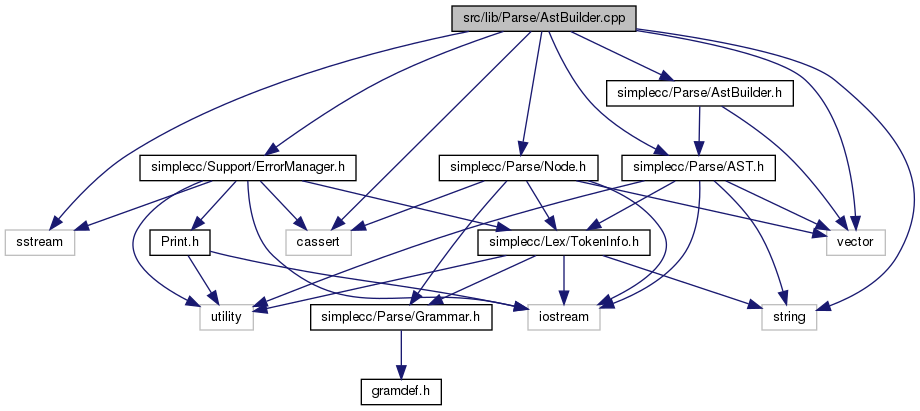 src/lib/Parse/AstBuilder.cpp
simplecc/Parse/AstBuilder.h
simplecc/Support/ErrorManager.h
simplecc/Parse/Node.h
simplecc/Parse/AST.h
sstream
Print.h
cassert
simplecc/Lex/TokenInfo.h
vector
utility
simplecc/Parse/Grammar.h
iostream
string
gramdef.h